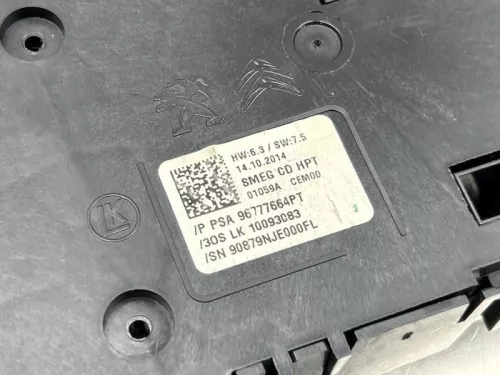 HW:6.3 / SW:7.5
14.10.2014
SMEG CD HPT
01059A CEM00
/P PSA 96777664PT
/30S LK 10093083
/SN 90879NJE000FL
LK